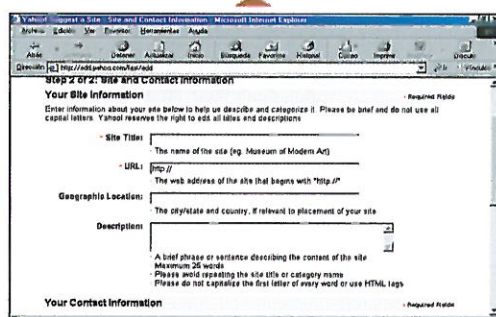 Yahoo! Suggest a Site : Site and Contact Information - Microsoft Internet Explorer
Archivo Edición Ver Favoritos Herramientas Ayuda
Atrás Detener Actualizar Inicio Búsqueda Favoritos Historial Correo Imprimir
Dirección
Step 2 of 2: Site and Contact Information
Your Site Information
• Required Fields
Enter information about your site below to help us describe and categorize it. Please be brief and do not use all
capital letters. Yahoo! reserves the right to edit all titles and descriptions
• Site Title:
· The name of the site (eg. Museum of Modern Art)
• URL: http://
· The web address of the site that begins with "http://"
Geographic Location:
· The city/state and country, if relevant to placement of your site
Description:
· A brief phrase or sentence describing the content of the site
Maximum 25 words
· Please avoid repeating the site title or category name
· Please do not capitalize the first letter of every word or use HTML tags
Your Contact Information
• Required Fields